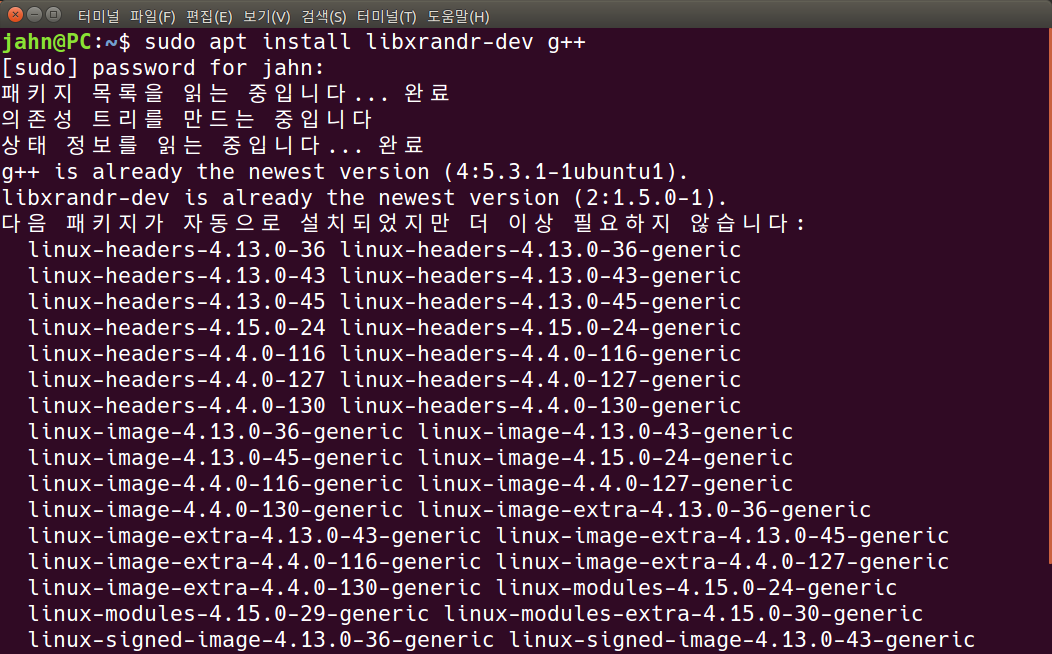 터미널 파일(F) 편집(E) 보기(V) 검색(S) 터미널(T) 도움말(H)
jahn@PC:~$ sudo apt install libxrandr-dev g++
[sudo] password for jahn:
패키지 목록을 읽는 중입니다... 완료
의존성 트리를 만드는 중입니다
상태 정보를 읽는 중입니다... 완료
g++ is already the newest version (4:5.3.1-1ubuntu1).
libxrandr-dev is already the newest version (2:1.5.0-1).
다음 패키지가 자동으로 설치되었지만 더 이상 필요하지 않습니다:
linux-headers-4.13.0-36 linux-headers-4.13.0-36-generic
linux-headers-4.13.0-43 linux-headers-4.13.0-43-generic
linux-headers-4.13.0-45 linux-headers-4.13.0-45-generic
linux-headers-4.15.0-24 linux-headers-4.15.0-24-generic
linux-headers-4.4.0-116 linux-headers-4.4.0-116-generic
linux-headers-4.4.0-127 linux-headers-4.4.0-127-generic
linux-headers-4.4.0-130 linux-headers-4.4.0-130-generic
linux-image-4.13.0-36-generic linux-image-4.13.0-43-generic
linux-image-4.13.0-45-generic linux-image-4.15.0-24-generic
linux-image-4.4.0-116-generic linux-image-4.4.0-127-generic
linux-image-4.4.0-130-generic linux-image-extra-4.13.0-36-generic
linux-image-extra-4.13.0-43-generic linux-image-extra-4.13.0-45-generic
linux-image-extra-4.4.0-116-generic linux-image-extra-4.4.0-127-generic
linux-image-extra-4.4.0-130-generic linux-modules-4.15.0-24-generic
linux-modules-4.15.0-29-generic linux-modules-extra-4.15.0-30-generic
linux-signed-image-4.13.0-36-generic linux-signed-image-4.13.0-43-generic